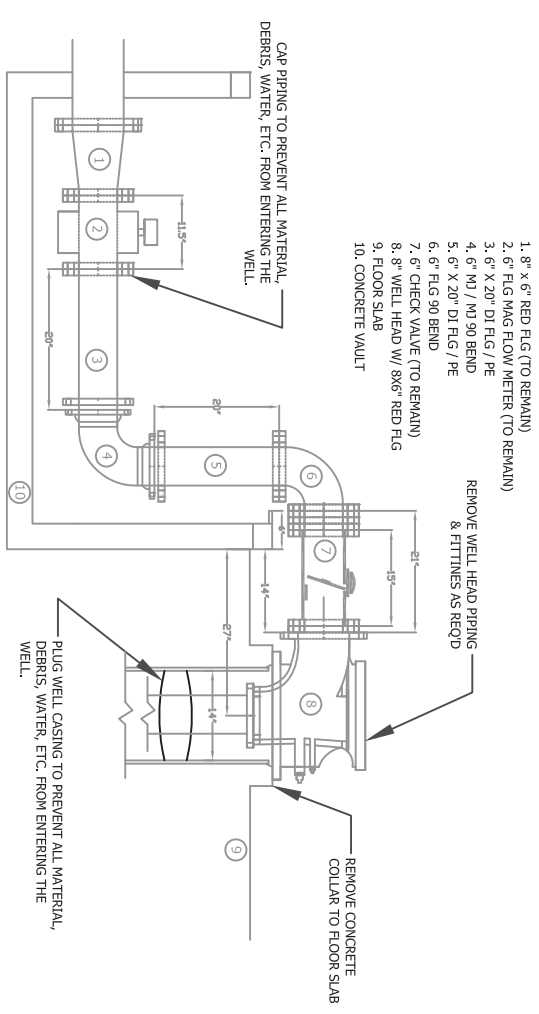 1. 8" x 6" RED FLG (TO REMAIN)
2. 6" FLG MAG FLOW METER (TO REMAIN)
3. 6" X 20" DI FLG / PE
4. 6" MJ / MJ 90 BEND
5. 6" X 20" DI FLG / PE
6. 6" FLG 90 BEND
7. 6" CHECK VALVE (TO REMAIN)
8. 8" WELL HEAD W/ 8X6" RED FLG
9. FLOOR SLAB
10. CONCRETE VAULT
CAP PIPING TO PREVENT ALL MATERIAL,
DEBRIS, WATER, ETC. FROM ENTERING THE
WELL.
REMOVE WELL HEAD PIPING
& FITTINES AS REQ'D
REMOVE CONCRETE
COLLAR TO FLOOR SLAB
PLUG WELL CASING TO PREVENT ALL MATERIAL,
DEBRIS, WATER, ETC. FROM ENTERING THE
WELL.
11.5"
20"
20"
21"
15"
6"
14"
27"
14"
1
2
3
4
5
6
7
8
9
10